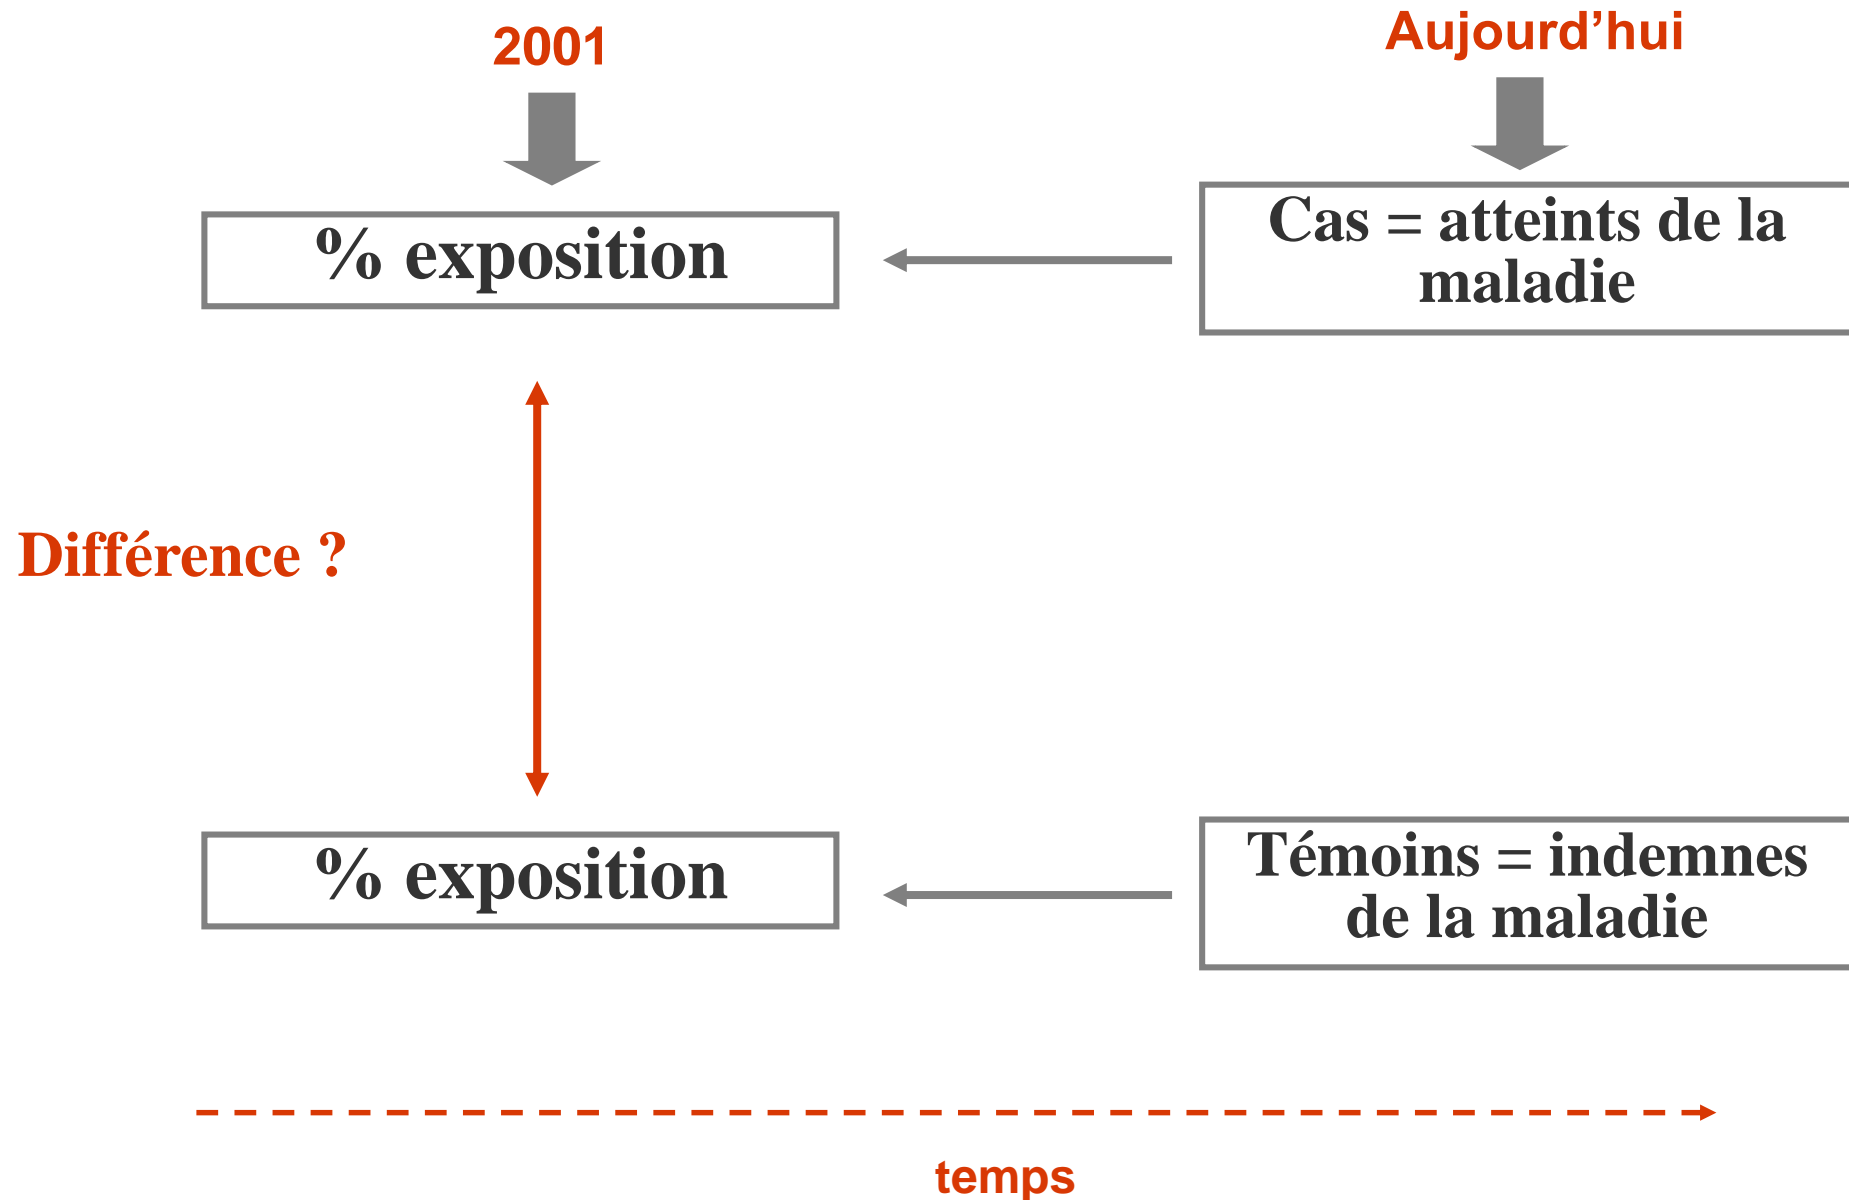 2001
Aujourd’hui
% exposition
Cas = atteints de la
maladie
Différence ?
% exposition
Témoins = indemnes
de la maladie
temps